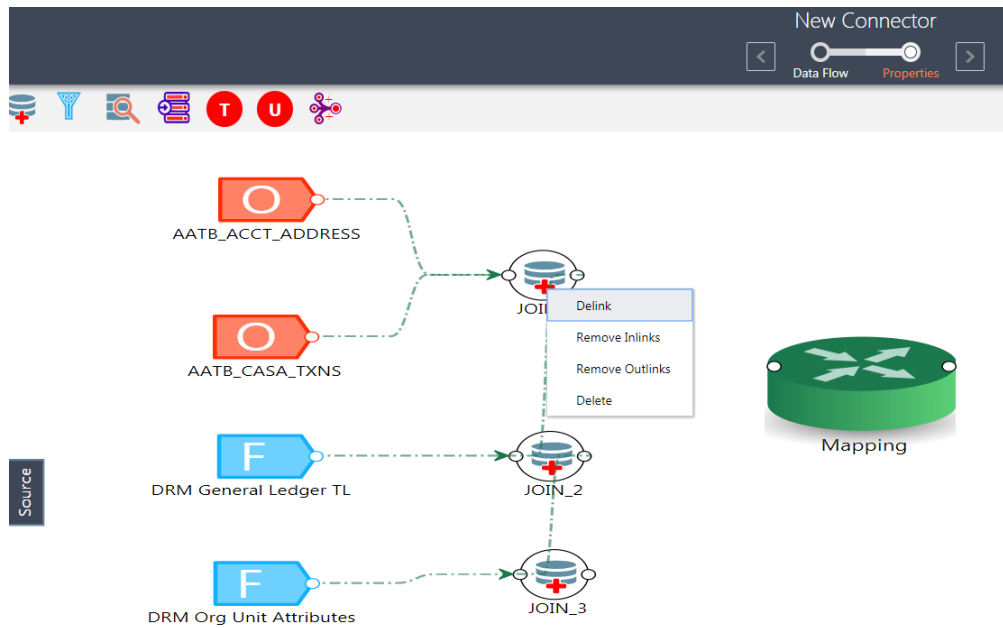 New Connector
Data Flow
Properties
T
U
O
AATB_ACCT_ADDRESS
Delink
Remove Inlinks
Remove Outlinks
Delete
O
AATB_CASA_TXNS
Mapping
F
DRM General Ledger TL
JOIN_2
Source
F
DRM Org Unit Attributes
JOIN_3